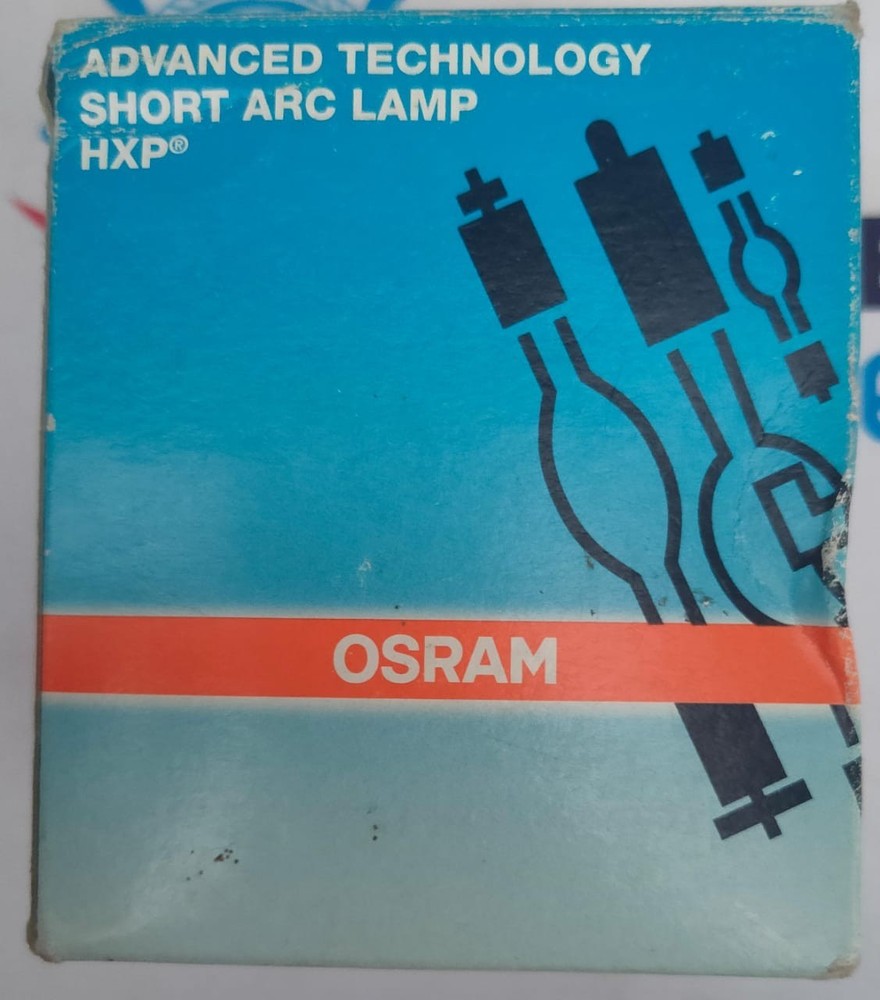 ADVANCED TECHNOLOGY
SHORT ARC LAMP
HXP®
OSRAM